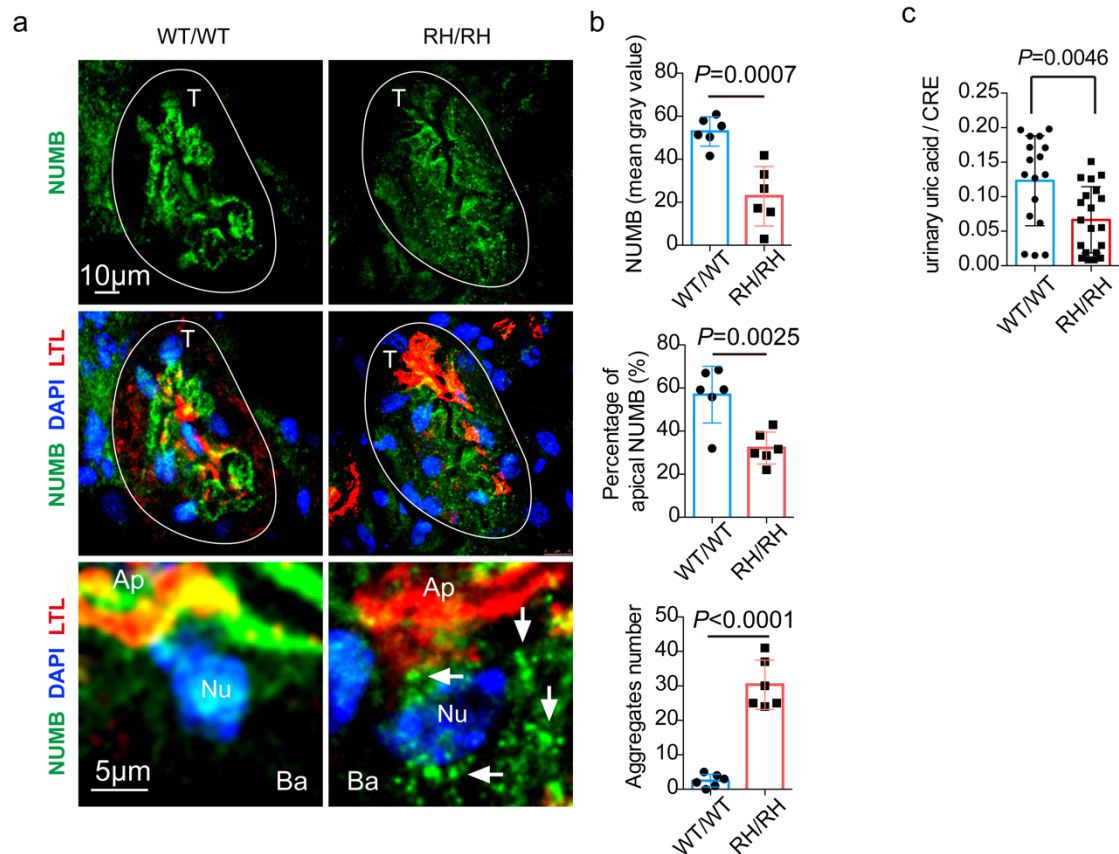 a
WT/WT
RH/RH
NUMB
T
T
10μm
NUMB DAPI LTL
T
T
NUMB DAPI LTL
Ap
Nu
Ba
5μm
Ap
Nu
Ba
b
NUMB (mean gray value)
80
60
40
20
0
P=0.0007
WT/WT
RH/RH
Percentage of
apical NUMB (%)
80
60
40
20
0
P=0.0025
WT/WT
RH/RH
Aggregates number
50
40
30
20
10
0
P<0.0001
WT/WT
RH/RH
c
P=0.0046
urinary uric acid / CRE
0.25
0.20
0.15
0.10
0.05
0.00
WT/WT
RH/RH